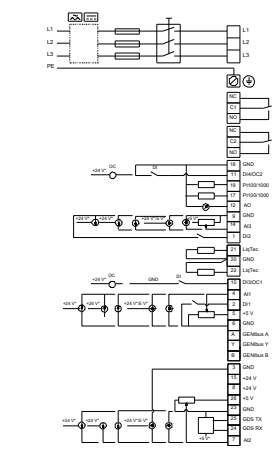 L1 L1
L2 L2
L3 L3
PE
NC
C1
NO
NC
C2
NO
18 GND
+24 V* OC DI 11 DI4/OC2
19 Pt100/1000
17 Pt100/1000
12 AO
9 GND
+24 V* +24 V* +24 V*/5 V* +5 V* 14 AI3
1 DI2
21 LiqTec
20 GND
22 LiqTec
+24 V* OC GND DI 10 DI3/OC1
4 AI1
+24 V* +24 V* +24 V*/5 V* 2 DI1
5 +5 V
6 GND
A GENIbus A
Y GENIbus Y
B GENIbus B
3 GND
15 +24 V
8 +24 V
26 +5 V
23 GND
+24 V* +24 V* +24 V*/5 V* 25 GDS TX
24 GDS RX
+5 V* 7 AI2